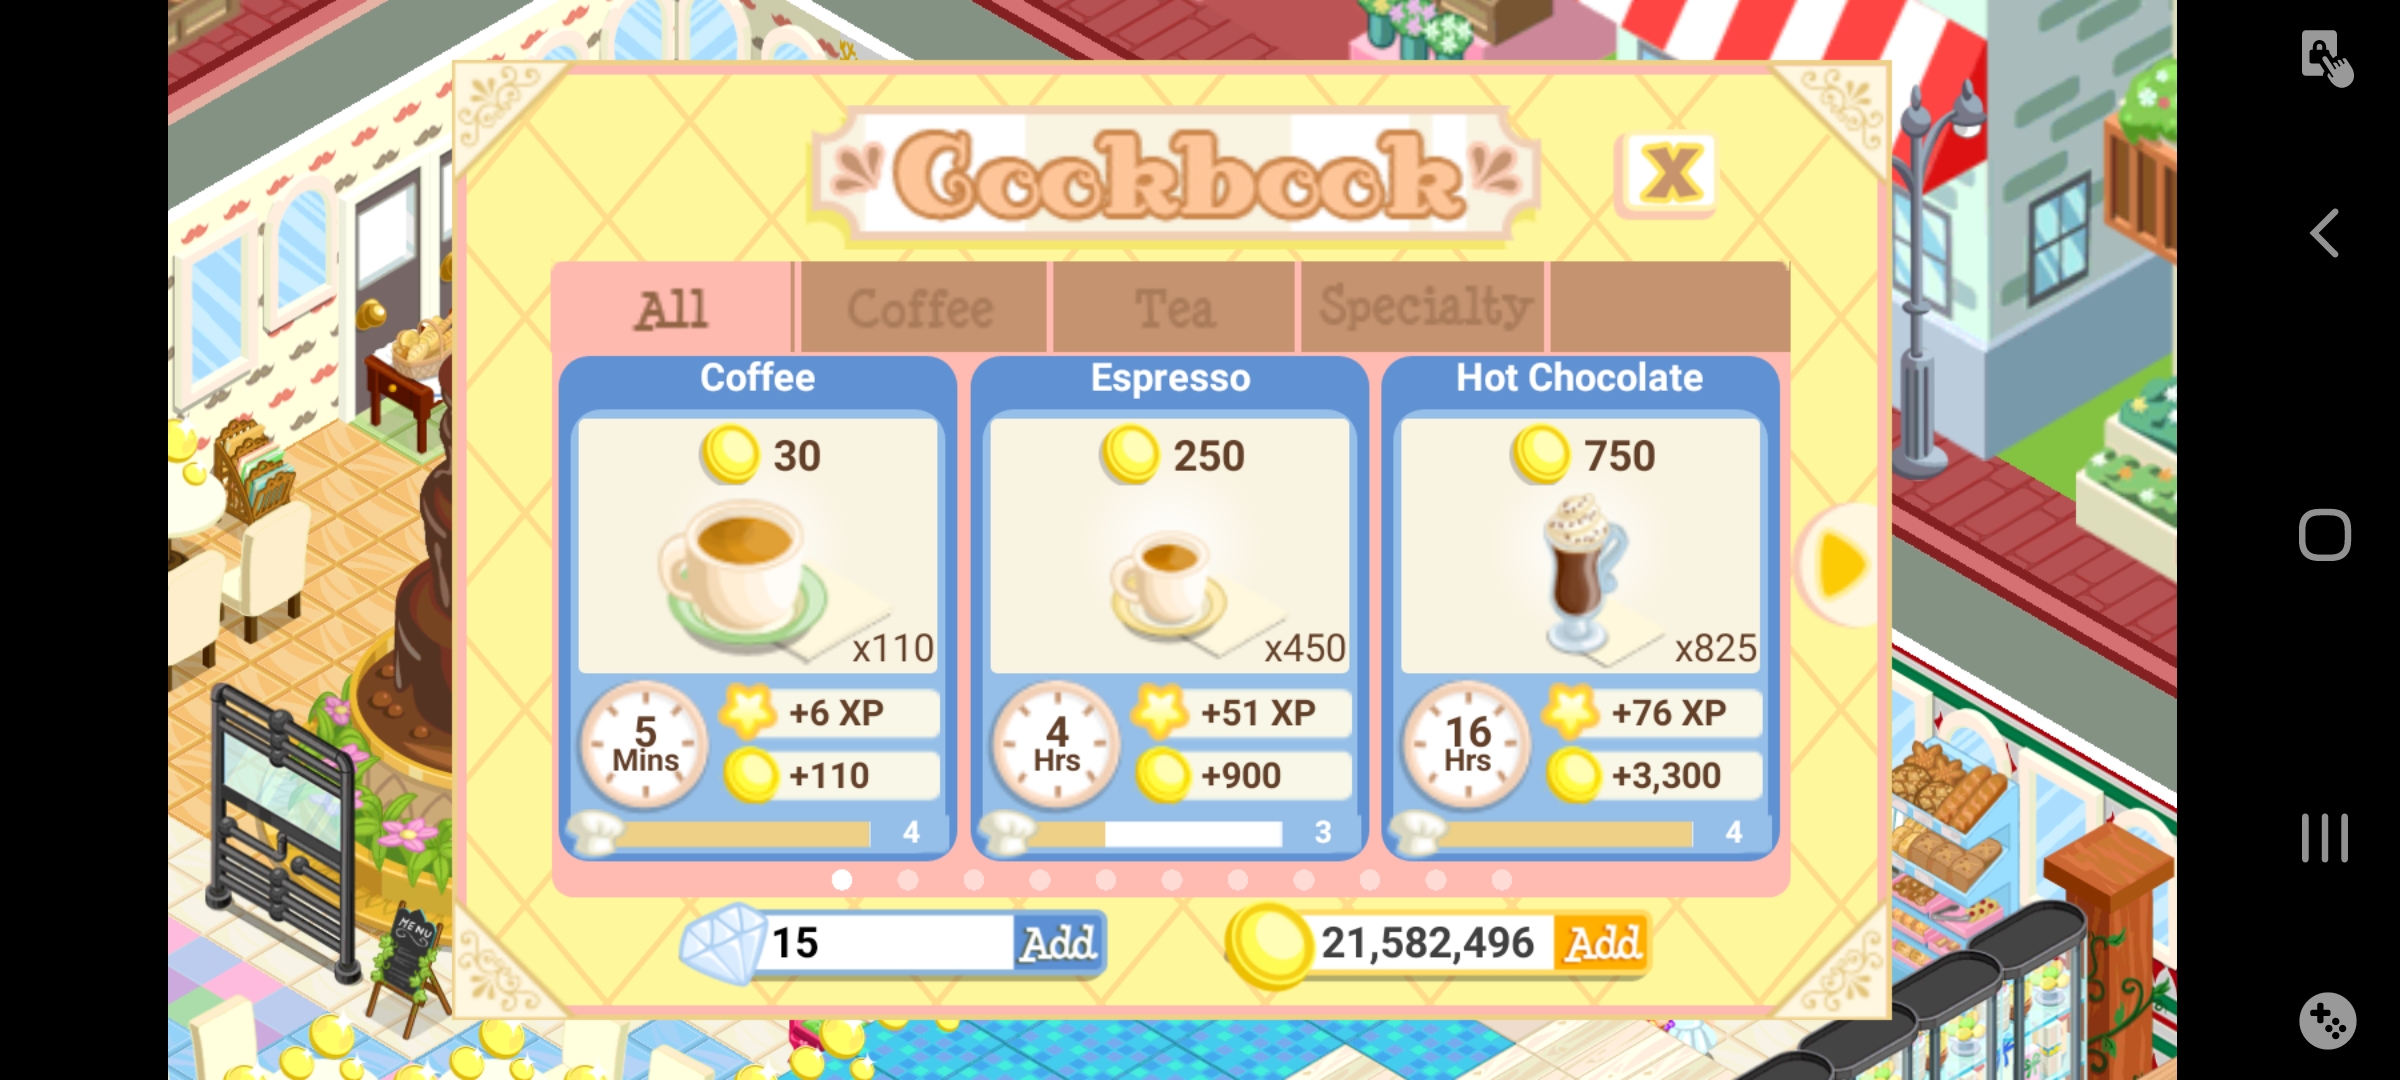 Cookbook
X
All
Coffee
Tea
Specialty
Coffee
30
x110
5
Mins
+6 XP
+110
4
Espresso
250
x450
4
Hrs
+51 XP
+900
3
Hot Chocolate
750
x825
16
Hrs
+76 XP
+3,300
4
15
Add
21,582,496
Add
MENU